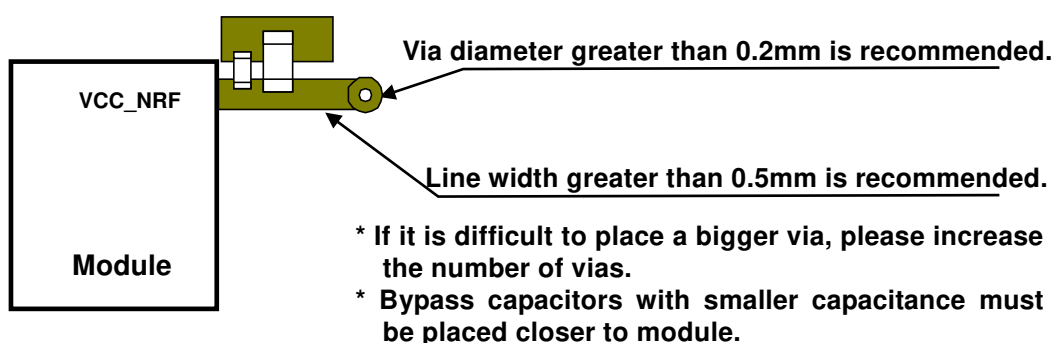 Via diameter greater than 0.2mm is recommended.
VCC_NRF
Line width greater than 0.5mm is recommended.
Module
* If it is difficult to place a bigger via, please increase
the number of vias.
* Bypass capacitors with smaller capacitance must
be placed closer to module.